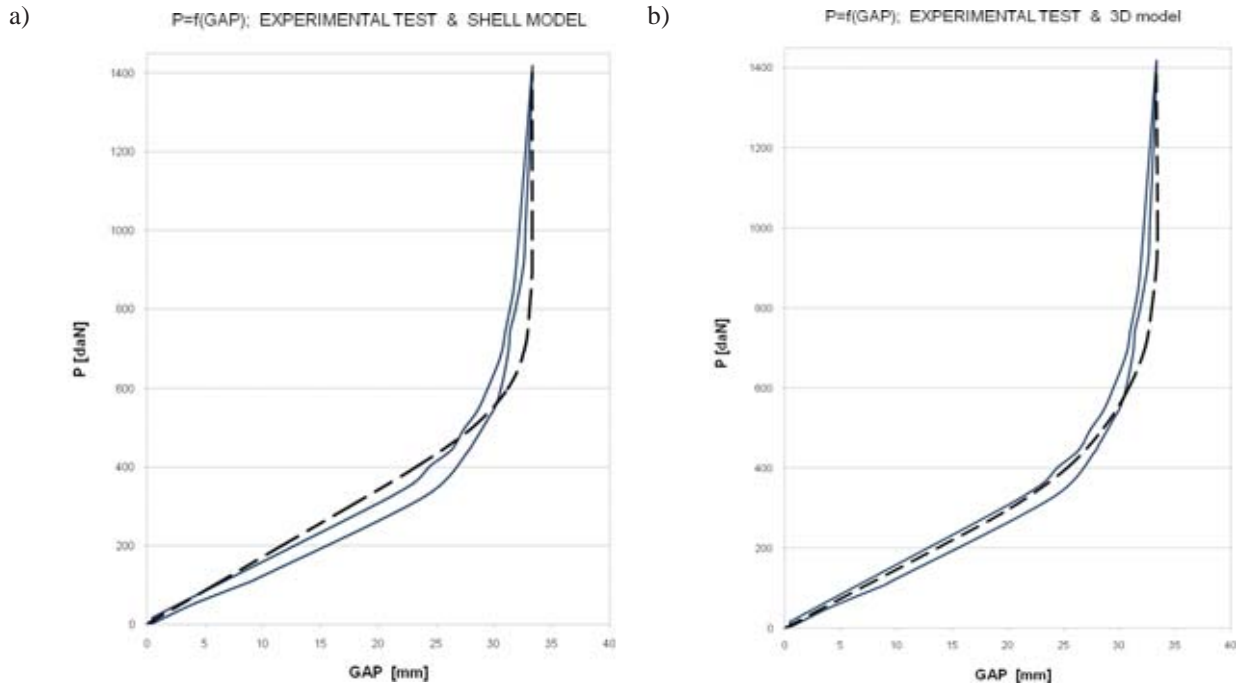 a)
P=f(GAP); EXPERIMENTAL TEST & SHELL MODEL
1400
1200
1000
800
600
400
200
0
P [daN]
0 5 10 15 20 25 30 35 40
GAP [mm]
b)
P=f(GAP); EXPERIMENTAL TEST & 3D model
1400
1200
1000
800
600
400
200
0
P [daN]
0 5 10 15 20 25 30 35 40
GAP [mm]